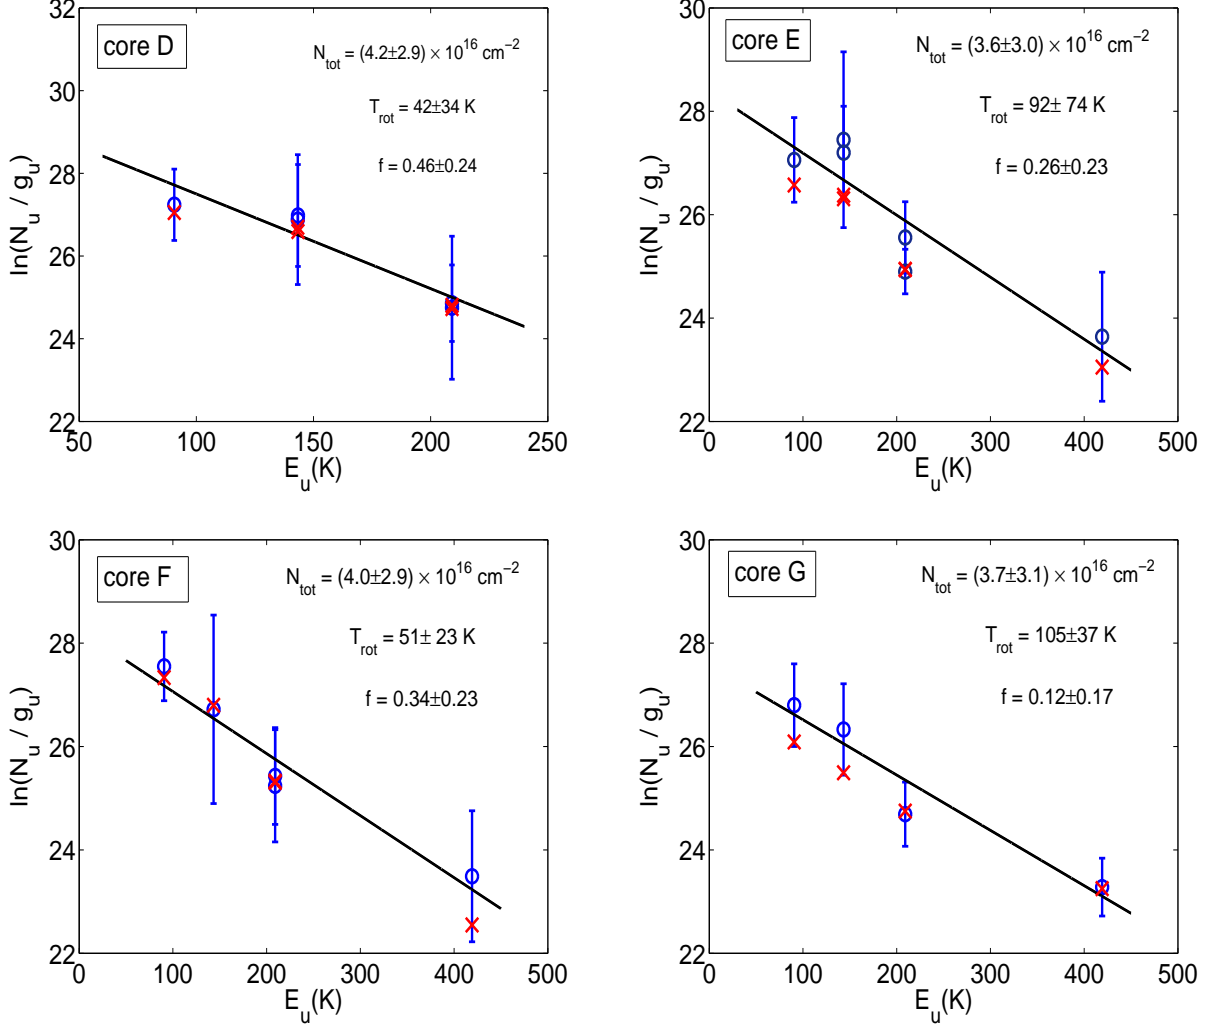 core D
N_tot = (4.2±2.9) × 10^16 cm^−2
T_rot = 42±34 K
f = 0.46±0.24
ln(N_u / g_u)
32
30
28
26
24
22
50 100 150 200 250
E_u(K)
core E
N_tot = (3.6±3.0) × 10^16 cm^−2
T_rot = 92± 74 K
f = 0.26±0.23
ln(N_u / g_u)
30
28
26
24
22
0 100 200 300 400 500
E_u(K)
core F
N_tot = (4.0±2.9) × 10^16 cm^−2
T_rot = 51± 23 K
f = 0.34±0.23
ln(N_u / g_u)
30
28
26
24
22
0 100 200 300 400 500
E_u(K)
core G
N_tot = (3.7±3.1) × 10^16 cm^−2
T_rot = 105±37 K
f = 0.12±0.17
ln(N_u / g_u)
30
28
26
24
22
0 100 200 300 400 500
E_u(K)